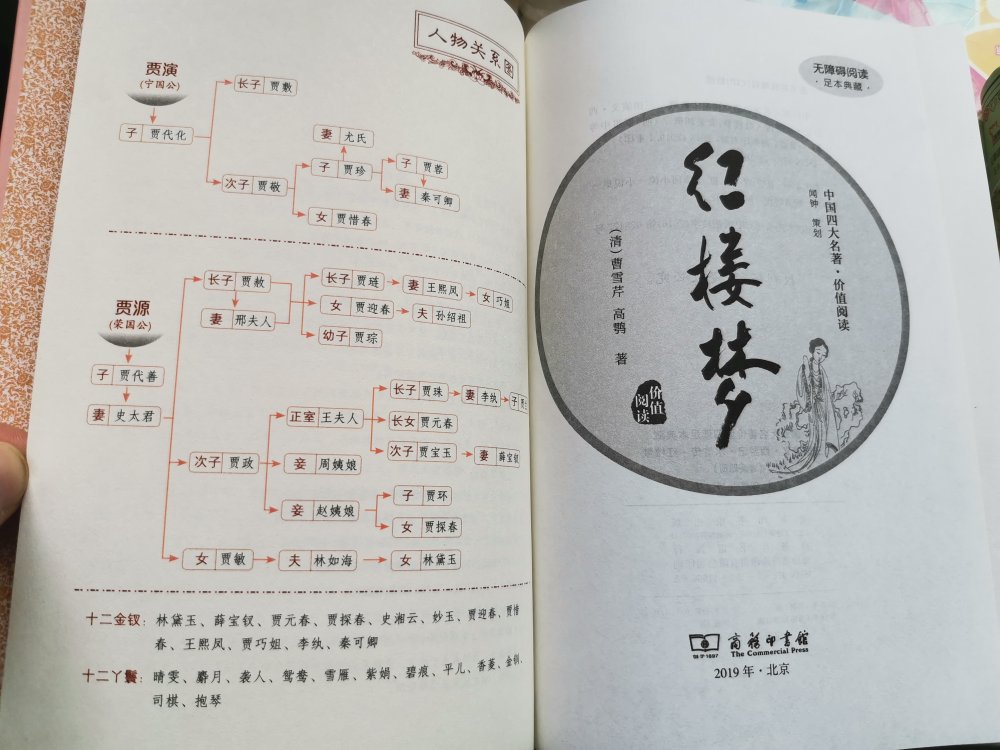 人物关系图
贾演
(宁国公)
长子 贾敷
子 贾代化
妻 尤氏
子 贾珍
子 贾蓉
次子 贾敬
妻 秦可卿
女 贾惜春
贾源
(荣国公)
长子 贾赦
长子 贾琏
妻 王熙凤
女 巧姐
妻 邢夫人
女 贾迎春
夫 孙绍祖
幼子 贾琮
子 贾代善
妻 史太君
长子 贾珠
妻 李纨
子
正室 王夫人
长女 贾元春
次子 贾宝玉
妻 薛宝钗
次子 贾政
妾 周姨娘
妾 赵姨娘
子 贾环
女 贾探春
女 贾敏
夫 林如海
女 林黛玉
十二金钗：林黛玉、薛宝钗、贾元春、贾探春、史湘云、妙玉、贾迎春、贾惜
春、王熙凤、贾巧姐、李纨、秦可卿
十二丫鬟：晴雯、麝月、袭人、鸳鸯、雪雁、紫娟、碧痕、平儿、香菱、金钏、
司棋、抱琴
无障碍阅读
·足本典藏·
红楼梦
中国四大名著·价值阅读
闻钟 策划
(清)曹雪芹 高鹗 著
价值
阅读
创于1897
商务印书馆
The Commercial Press
2019年·北京